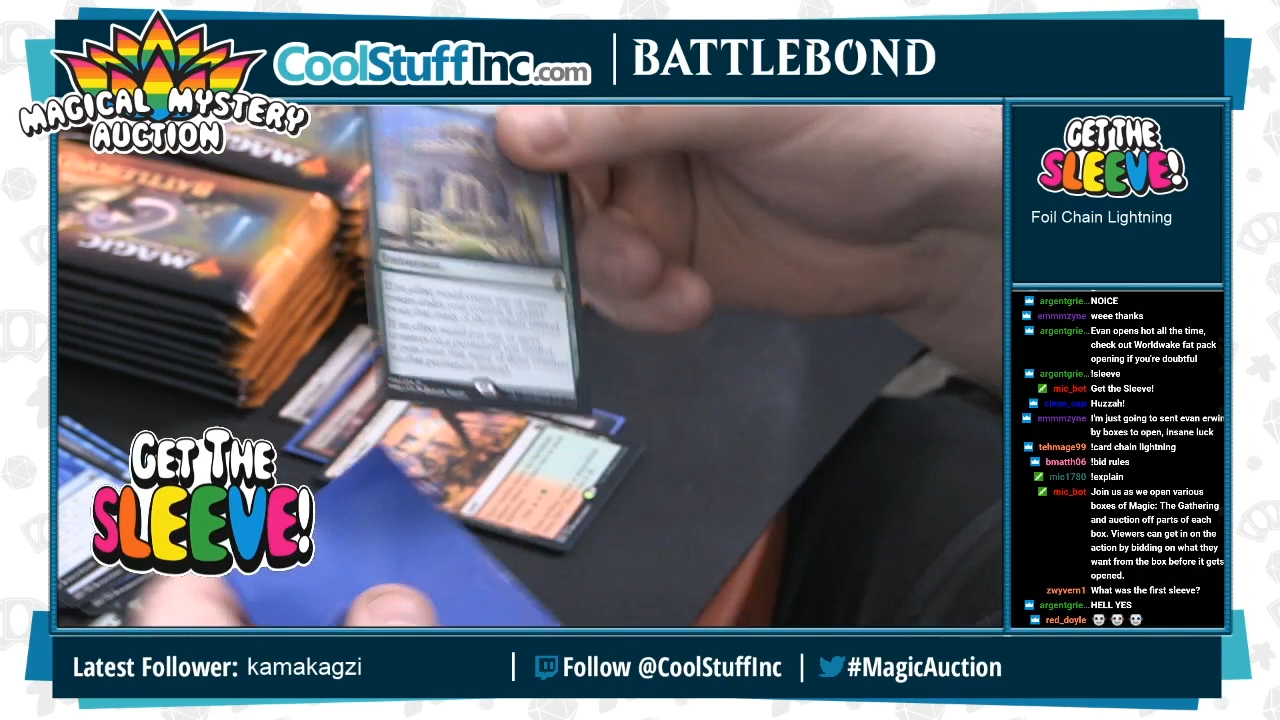 MAGICAL MYSTERY
AUCTION
CoolStuffInc.com
BATTLEBOND
MAGIC
BATTLEBOND
MAGIC
GET THE
SLEEVE!
GET THE
SLEEVE!
Foil Chain Lightning
argentgrie... NOICE
emmmzyne weee thanks
argentgrie... Evan opens hot all the time,
check out Worldwake fat pack
opening if you're doubtful
argentgrie... !sleeve
mic_bot Get the Sleeve!
clean_cup Huzzah!
emmmzyne I'm just going to sent evan erwin
by boxes to open, insane luck
tehmage99 !card chain lightning
bmatth06 !bid rules
mic1780 !explain
mic_bot Join us as we open various
boxes of Magic: The Gathering
and auction off parts of each
box. Viewers can get in on the
action by bidding on what they
want from the box before it gets
opened.
zwyvern1 What was the first sleeve?
argentgrie... HELL YES
red_doyle
Latest Follower: kamakagzi
Follow @CoolStuffInc
#MagicAuction